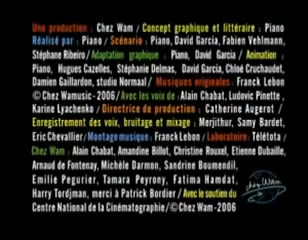 Une production : Chez Wam / Concept graphique et littéraire : Piano
Réalisé par : Piano / Scénario : Piano, David Garcia, Fabien Vehlmann,
Stéphane Ribeiro / Adaptation graphique : Piano, David Garcia / Animation :
Piano, Hugues Cazelles, Stéphanie Delmas, David Garcia, Chloé Cruchaudet,
Damien Gaillardon, studio Normaal / Musiques originales : Franck Lebon
© Chez Wamusic-2006 / Avec les voix de : Alain Chabat, Ludovic Pinette,
Karine Lyachenko / Directrice de production : Catherine Augerot /
Enregistrement des voix, bruitage et mixage : Merjithur, Samy Bardet,
Eric Chevallier / Montage musique : Franck Lebon / Laboratoire : Télétota /
Chez Wam : Alain Chabat, Amandine Billot, Christine Rouxel, Etienne Dubaille,
Arnaud de Fontenay, Michèle Darmon, Sandrine Boumendil,
Emilie Pegurier, Tamara Peyrony, Fatima Hamdat,
Harry Tordjman, merci à Patrick Bordier / Avec le soutien du
Centre National de la Cinématographie / © Chez Wam-2006
chez Wam